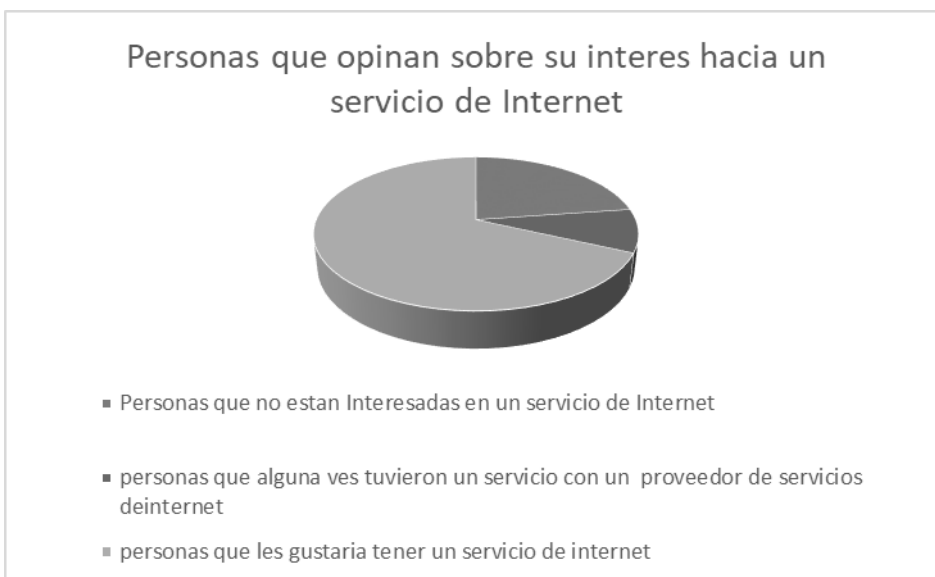 Personas que opinan sobre su interes hacia un
servicio de Internet
Personas que no estan Interesadas en un servicio de Internet
personas que alguna ves tuvieron un servicio con un proveedor de servicios
deinternet
personas que les gustaria tener un servicio de internet